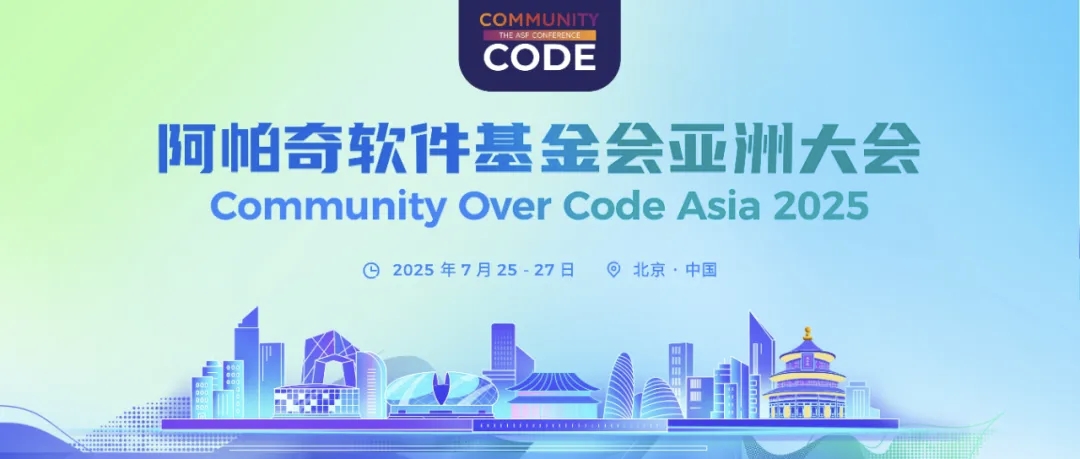 COMMUNITY
THE ASF CONFERENCE
CODE
阿帕奇软件基金会亚洲大会
Community Over Code Asia 2025
2025 年 7 月 25 - 27 日 北京 · 中国